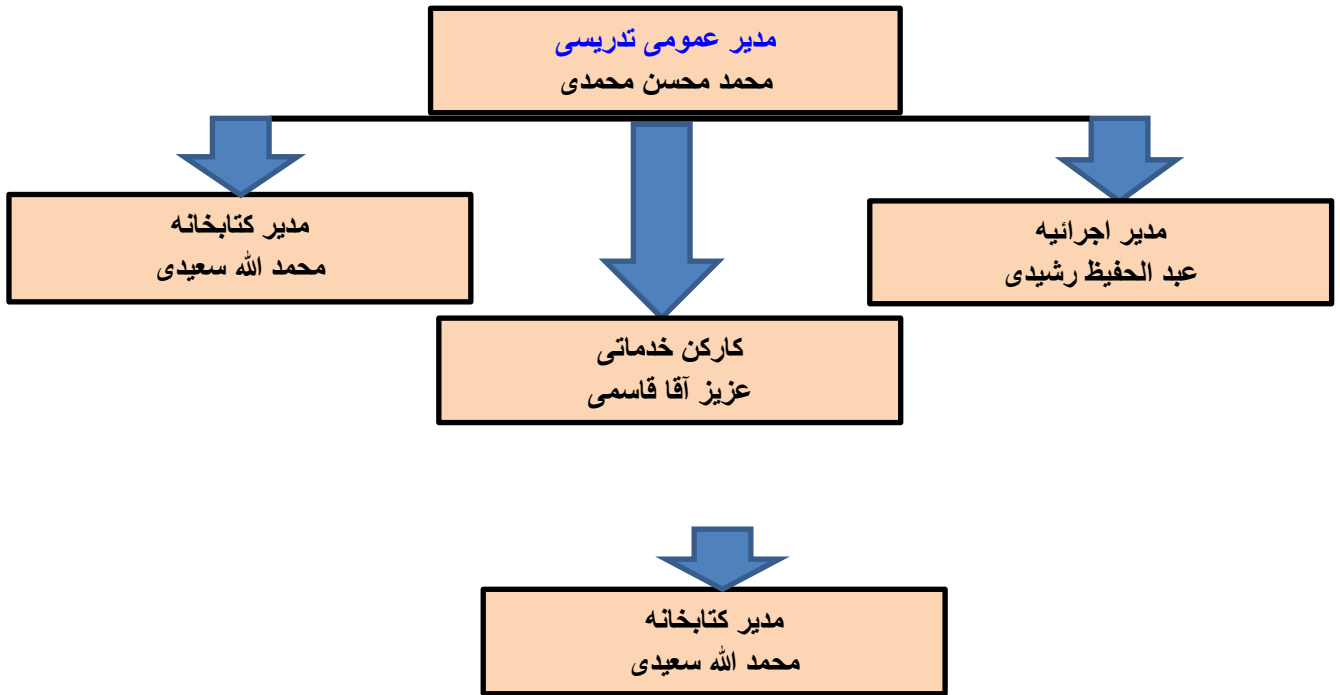 مدیر عمومی تدریسی
محمد محسن محمدی
مدیر اجرائیه
عبد الحفیظ رشیدی
مدیر کتابخانه
محمد الله سعیدی
کارکن خدماتی
عزیز آقا قاسمی
مدیر کتابخانه
محمد الله سعیدی